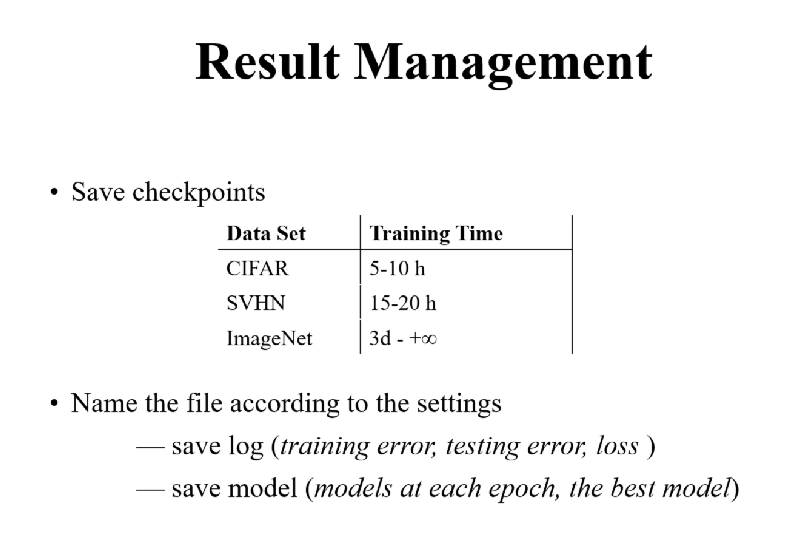 Result Management
• Save checkpoints
Data Set Training Time
CIFAR 5-10 h
SVHN 15-20 h
ImageNet 3d - +∞
• Name the file according to the settings
— save log (training error, testing error, loss )
— save model (models at each epoch, the best model)